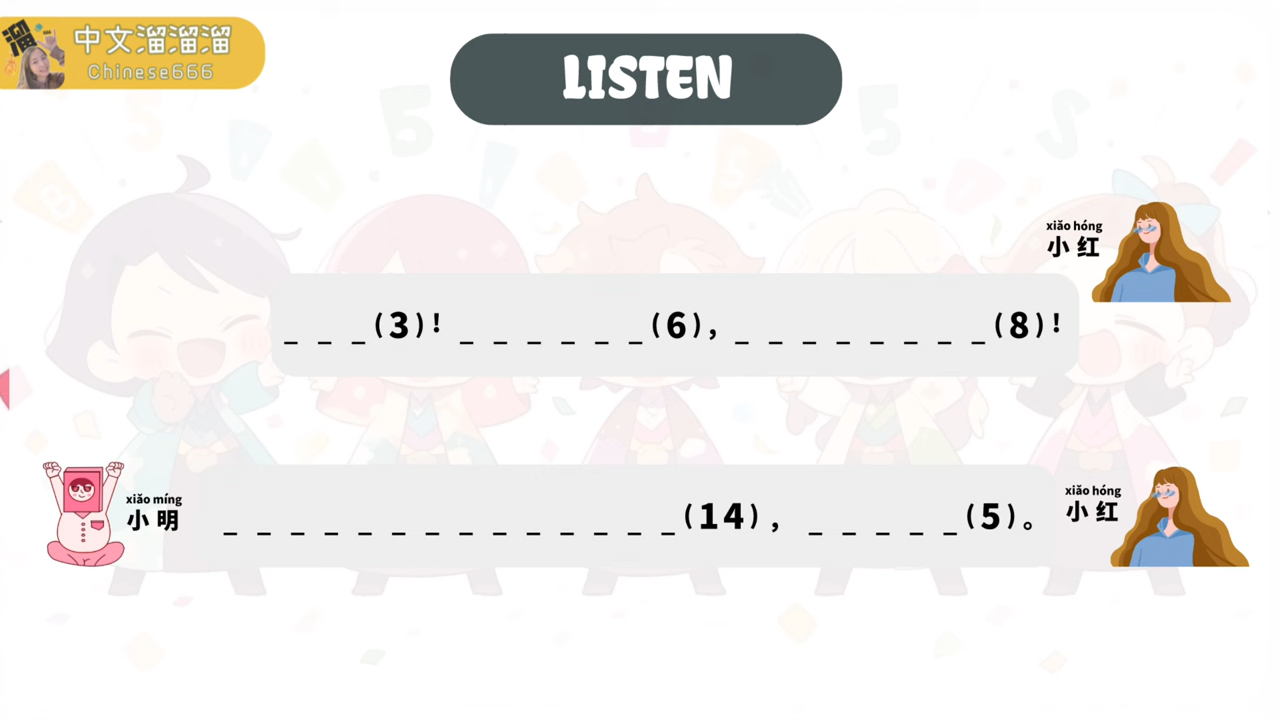 中文溜溜溜
Chinese666
LISTEN
xiǎo hóng
小红
_ _ _(3)! _ _ _ _ _ _(6), _ _ _ _ _ _ _ _(8)!
xiǎo míng
小明
_ _ _ _ _ _ _ _ _ _ _ _ _ _(14), _ _ _ _ _(5)。
xiǎo hóng
小红